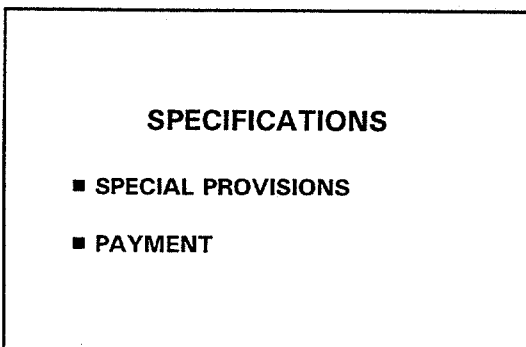 SPECIFICATIONS
■ SPECIAL PROVISIONS
■ PAYMENT